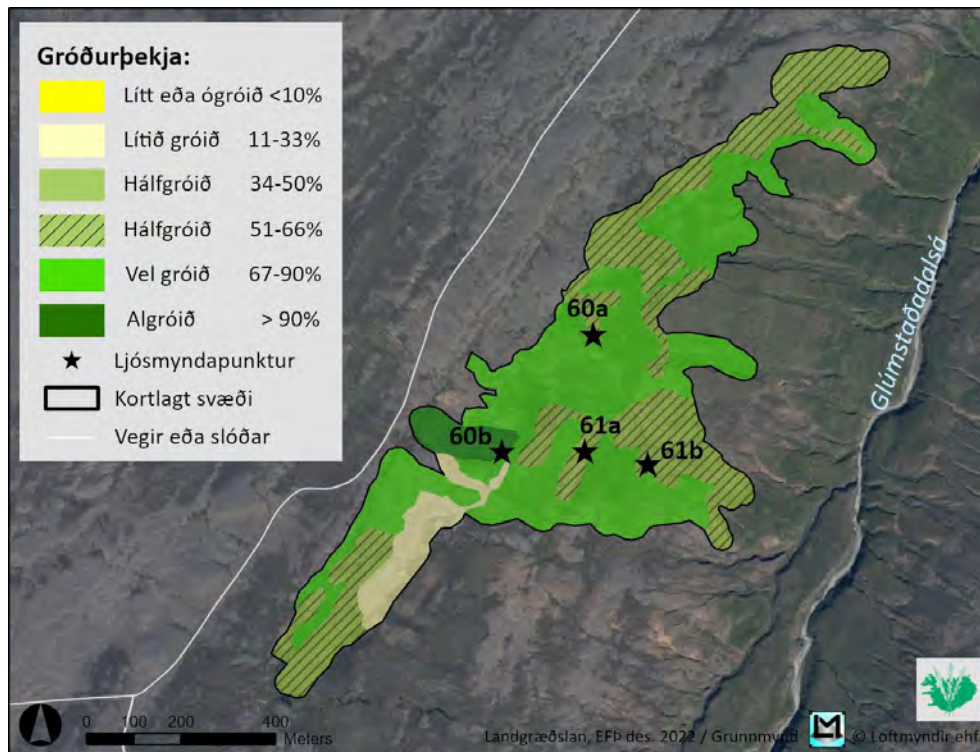 Gróðurþekja:
Lítt eða ógróið <10%
Lítið gróið 11-33%
Hálfgróið 34-50%
Hálfgróið 51-66%
Vel gróið 67-90%
Algróið > 90%
Ljósmyndapunktur
Kortlagt svæði
Vegir eða slóðar
60a
60b
61a
61b
Glúmstaðadalsá
0 100 200 400
Meters
Landgræðslan, EFÞ des. 2022 / Grunnmynd © Loftmyndir ehf